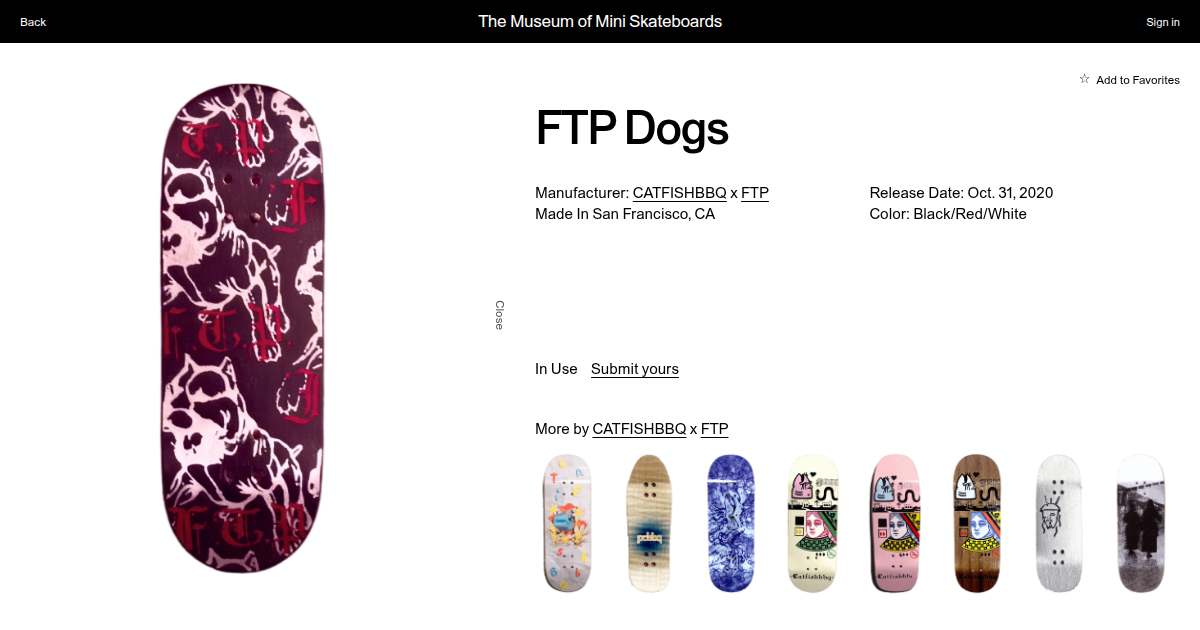 Back
The Museum of Mini Skateboards
Sign in
☆ Add to Favorites
FTP Dogs
Manufacturer: CATFISHBBQ x FTP
Made In San Francisco, CA
Release Date: Oct. 31, 2020
Color: Black/Red/White
Close
In Use Submit yours
More by CATFISHBBQ x FTP
T.P.
F
F.T.P.
F.T.P
Catfishbbq
Catfishbbq